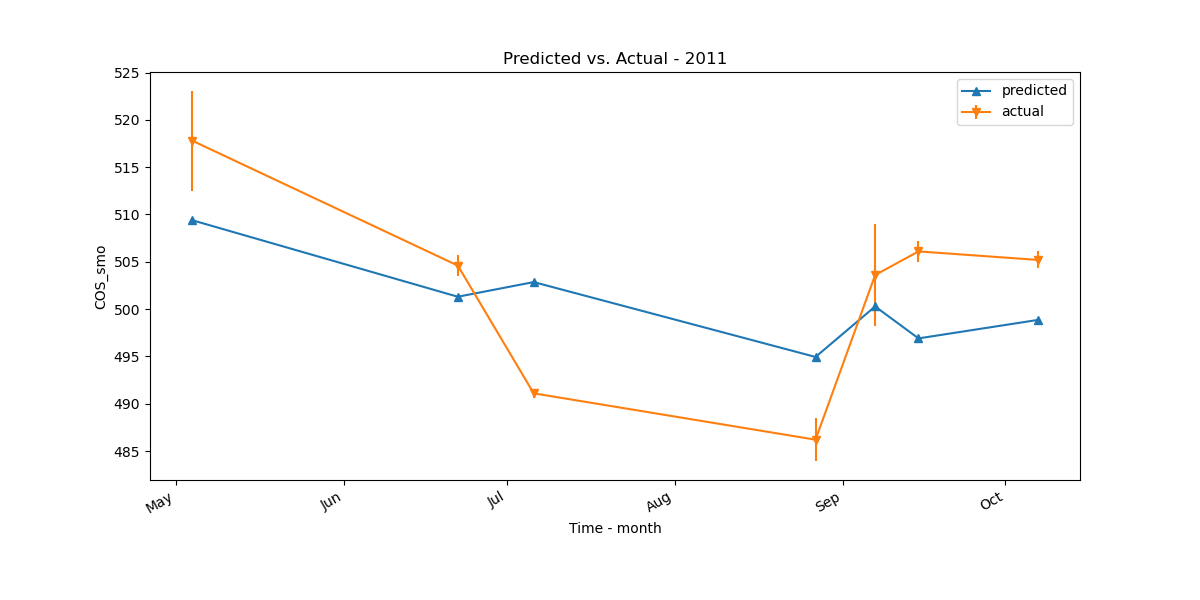 Predicted vs. Actual - 2011
525
520
515
510
505
500
495
490
485
COS_smo
predicted
actual
May
Jun
Jul
Aug
Sep
Oct
Time - month